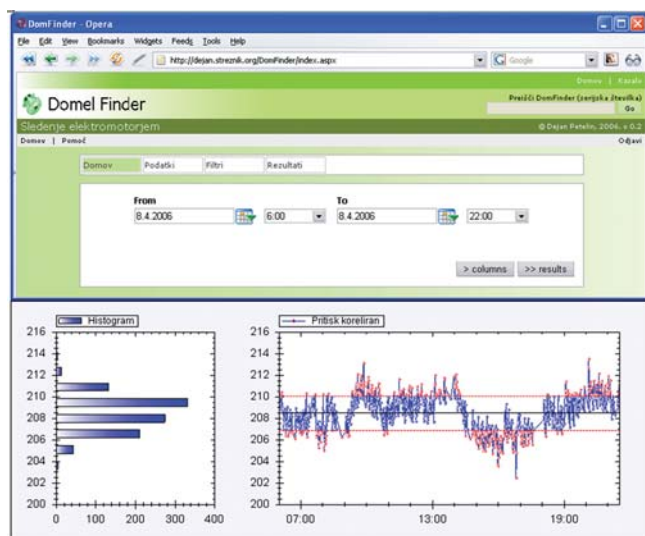 DomFinder - Opera
File Edit View Bookmarks Widgets Feeds Tools Help
http://dejan.streznik.org/DomFinder/index.aspx
Google
Domov | Kazalo
Domel Finder
Preišči DomFinder (serijska številka)
Go
Sledenje elektromotorjem
© Dejan Petelin, 2006, v 0.2
Domov | Pomoč
Odjavi
Domov Podatki Filtri Rezultati
From To
8.4.2006 6:00 8.4.2006 22:00
> columns >> results
Histogram
216
214
212
210
208
206
204
202
200
0 100 200 300 400
Pritisk koreliran
216
214
212
210
208
206
204
202
200
07:00 13:00 19:00